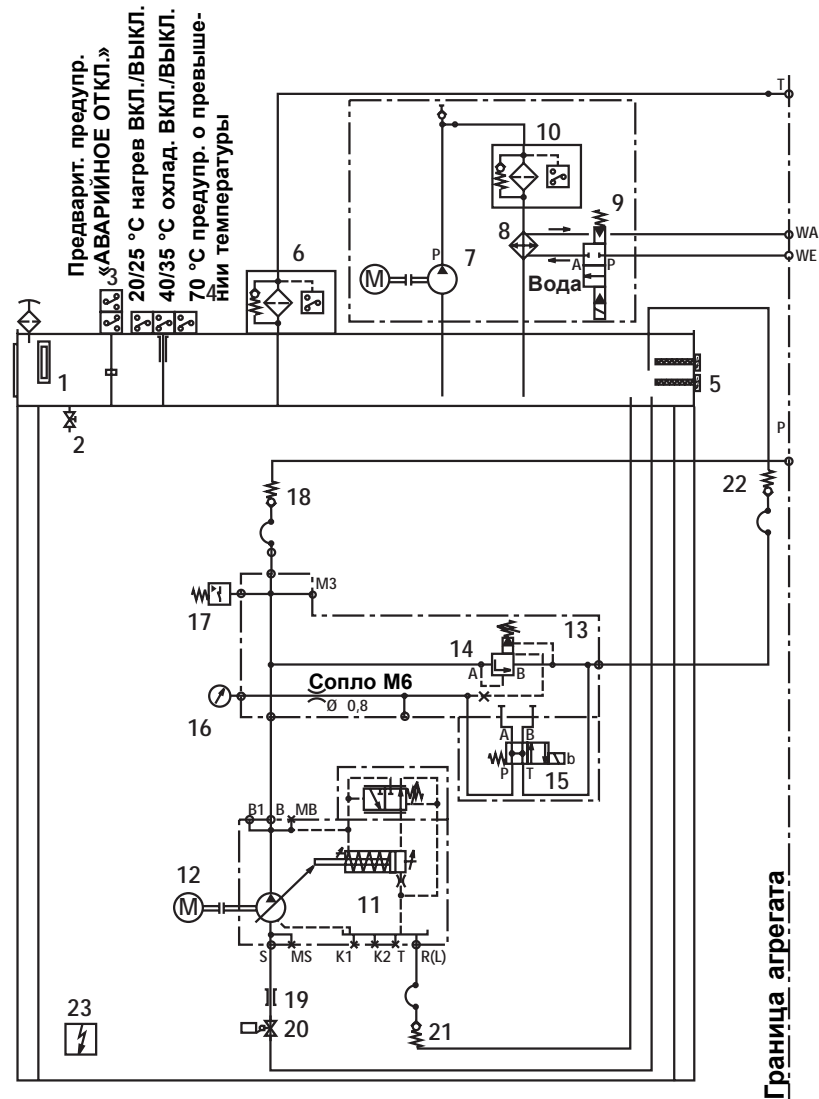 Предварит. предупр.
«АВАРИЙНОЕ ОТКЛ.»
20/25 °C нагрев ВКЛ./ВЫКЛ.
40/35 °C охлад. ВКЛ./ВЫКЛ.
70 °C предупр. о превыше-
нии температуры
T
10
9
3
4
6
P
7
8
WA
WE
M
A
P
Вода
1
5
2
P
18
22
M3
17
13
14
A
B
Сопло М6
Ø 0,8
16
A
B
P
T
b
15
B1
B
MB
12
M
11
S
MS
K1
K2
T
R(L)
23
19
20
21
Граница агрегата